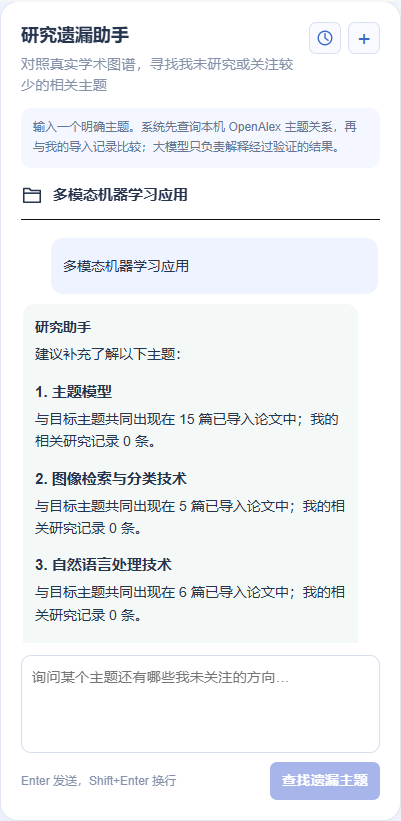 研究遗漏助手
对照真实学术图谱，寻找我未研究或关注较
少的相关主题
输入一个明确主题。系统先查询本机 OpenAlex 主题关系，再
与我的导入记录比较；大模型只负责解释经过验证的结果。
多模态机器学习应用
多模态机器学习应用
研究助手
建议补充了解以下主题：
1. 主题模型
与目标主题共同出现在 15 篇已导入论文中；我的
相关研究记录 0 条。
2. 图像检索与分类技术
与目标主题共同出现在 5 篇已导入论文中；我的相
关研究记录 0 条。
3. 自然语言处理技术
与目标主题共同出现在 6 篇已导入论文中；我的相
关研究记录 0 条。
询问某个主题还有哪些我未关注的方向...
Enter 发送，Shift+Enter 换行
查找遗漏主题